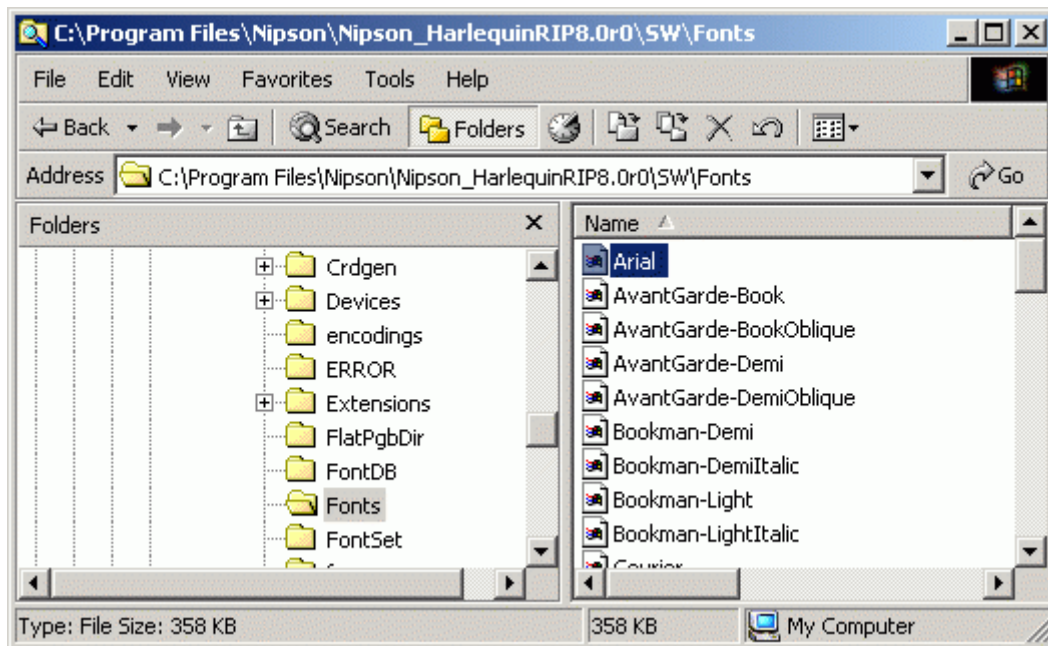 C:\Program Files\Nipson\Nipson_HarlequinRIP8.0r0\SW\Fonts
File Edit View Favorites Tools Help
Back Search Folders
Address C:\Program Files\Nipson\Nipson_HarlequinRIP8.0r0\SW\Fonts Go
Folders
Crdgen
Devices
encodings
ERROR
Extensions
FlatPgbDir
FontDB
Fonts
FontSet
Name
Arial
AvantGarde-Book
AvantGarde-BookOblique
AvantGarde-Demi
AvantGarde-DemiOblique
Bookman-Demi
Bookman-DemiItalic
Bookman-Light
Bookman-LightItalic
Courier
Type: File Size: 358 KB 358 KB My Computer